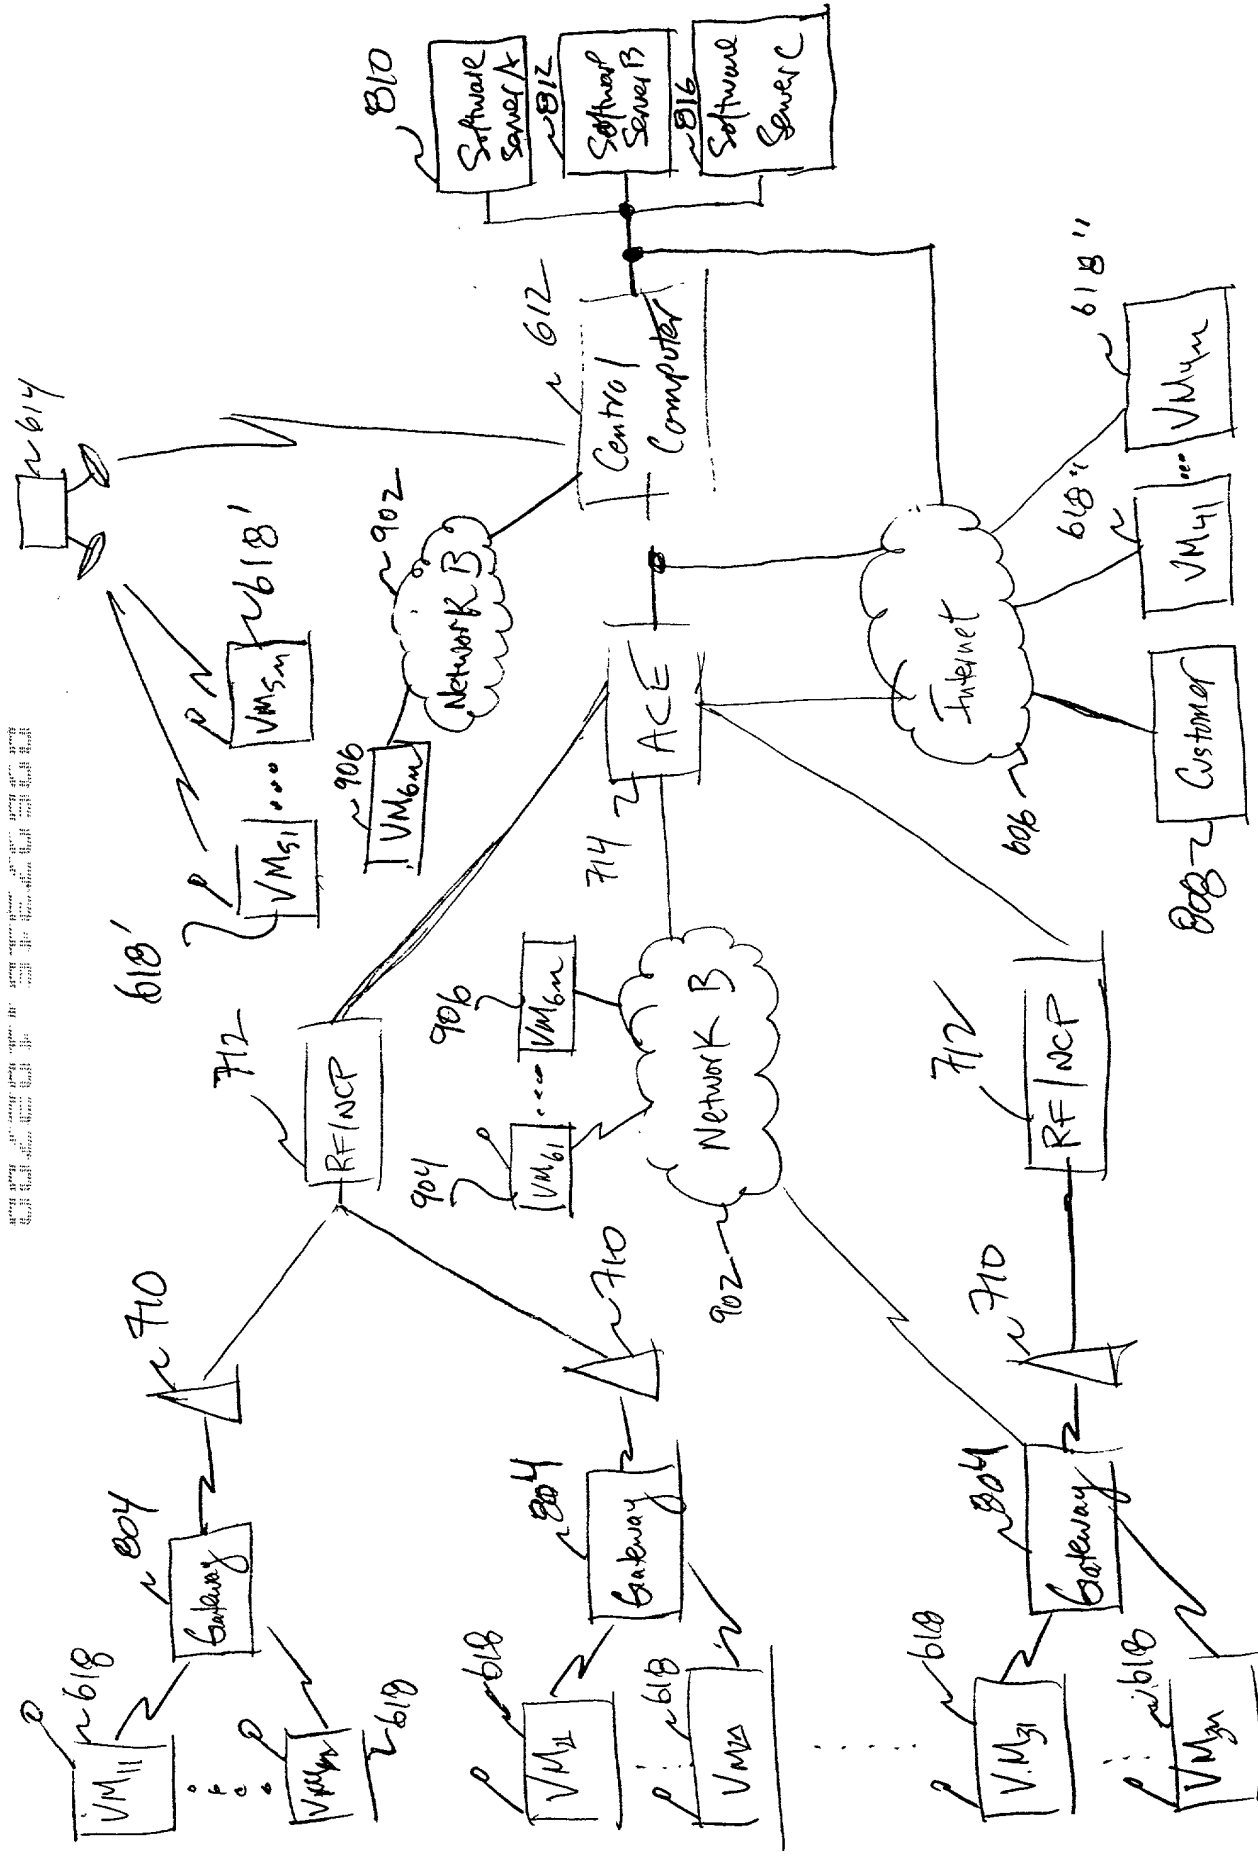 614
618'
VM51
...
VM5n
618'
906
VM6n
Network B
902
Central
Computer
612
810
Software
Server A
812
Software
Server B
816
Software
Server C
712
RF/NCP
904
VM61
....
VM6n
906
Network B
902
714
ACE
Internet
606
808
Customer
618"
VM41
...
VM4n
618"
712
RF/NCP
710
710
710
804
Gateway
804
Gateway
804
Gateway
VM11
618
618
VM21
618
VM2n
618
VM31
618
VM3n
618